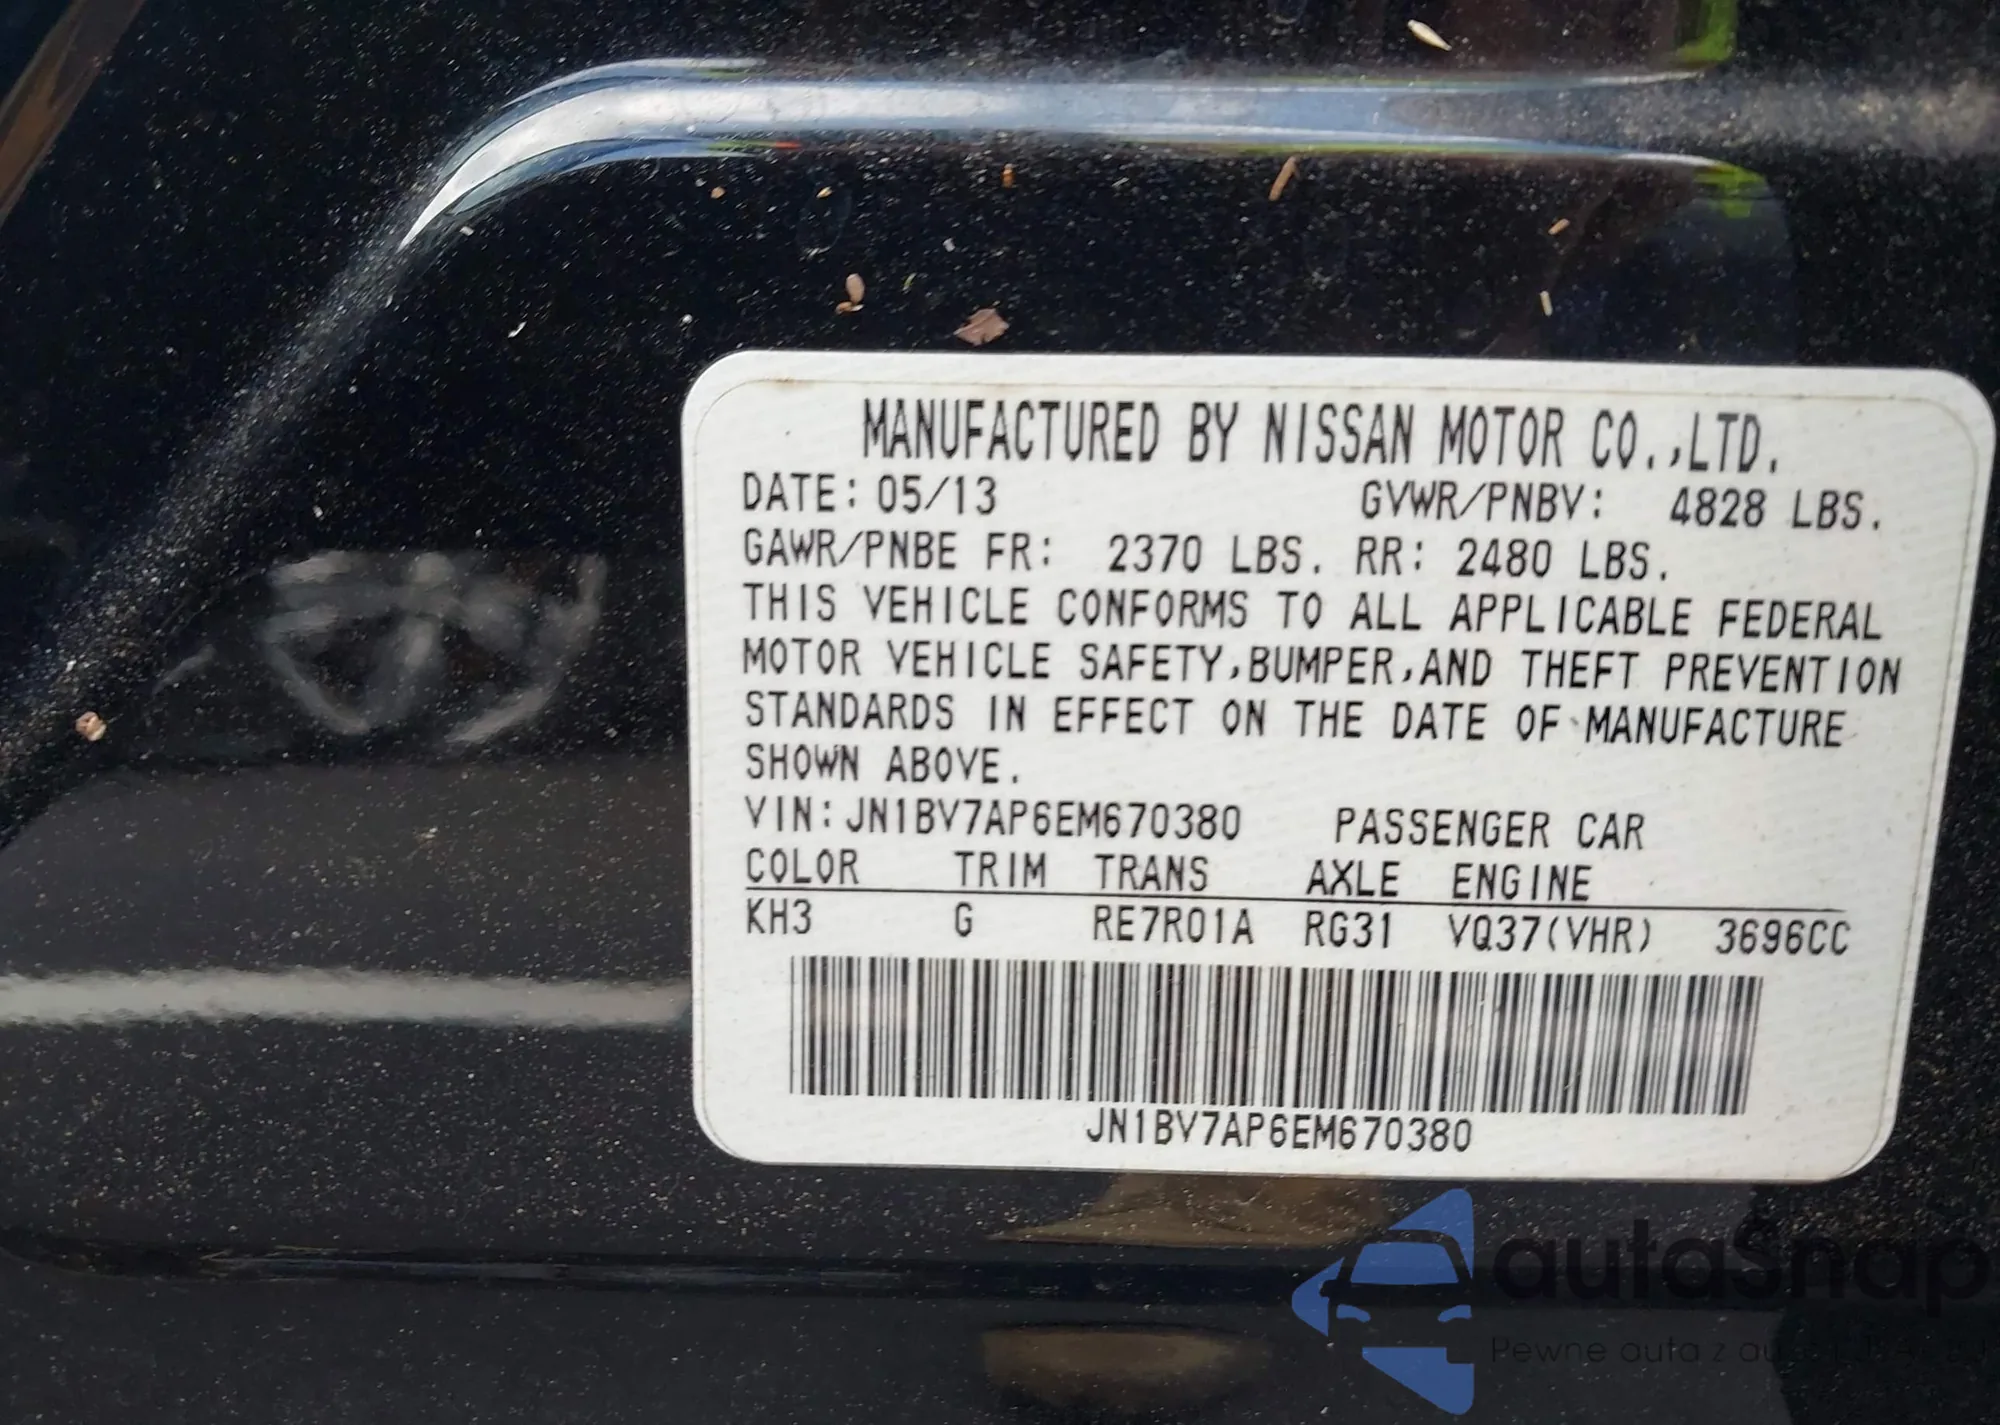 MANUFACTURED BY NISSAN MOTOR CO.,LTD.
DATE: 05/13 GVWR/PNBV: 4828 LBS.
GAWR/PNBE FR: 2370 LBS. RR: 2480 LBS.
THIS VEHICLE CONFORMS TO ALL APPLICABLE FEDERAL
MOTOR VEHICLE SAFETY,BUMPER,AND THEFT PREVENTION
STANDARDS IN EFFECT ON THE DATE OF MANUFACTURE
SHOWN ABOVE.
VIN:JN1BV7AP6EM670380 PASSENGER CAR
COLOR TRIM TRANS AXLE ENGINE
KH3 G RE7R01A RG31 VQ37(VHR) 3696CC
JN1BV7AP6EM670380
autaSnap
Pewne auta z